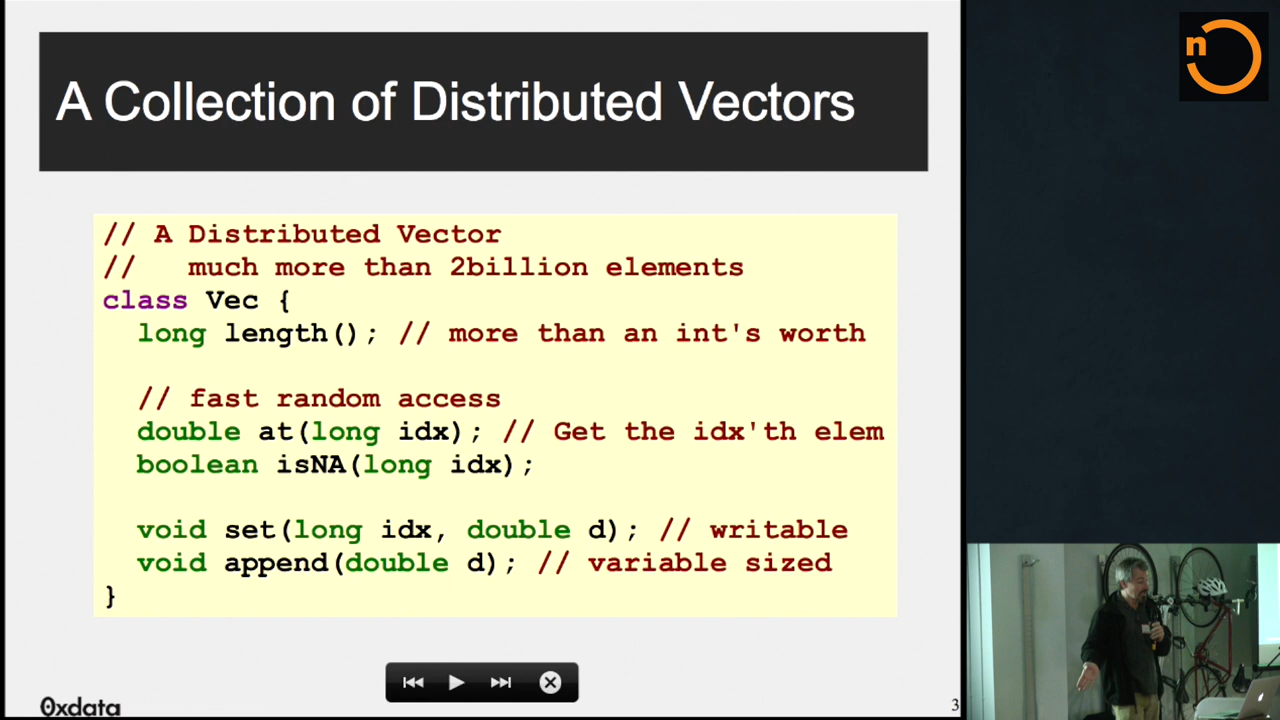 A Collection of Distributed Vectors
n
// A Distributed Vector
//   much more than 2billion elements
class Vec {
  long length(); // more than an int's worth
  // fast random access
  double at(long idx); // Get the idx'th elem
  boolean isNA(long idx);
  void set(long idx, double d); // writable
  void append(double d); // variable sized
}
0xdata
3